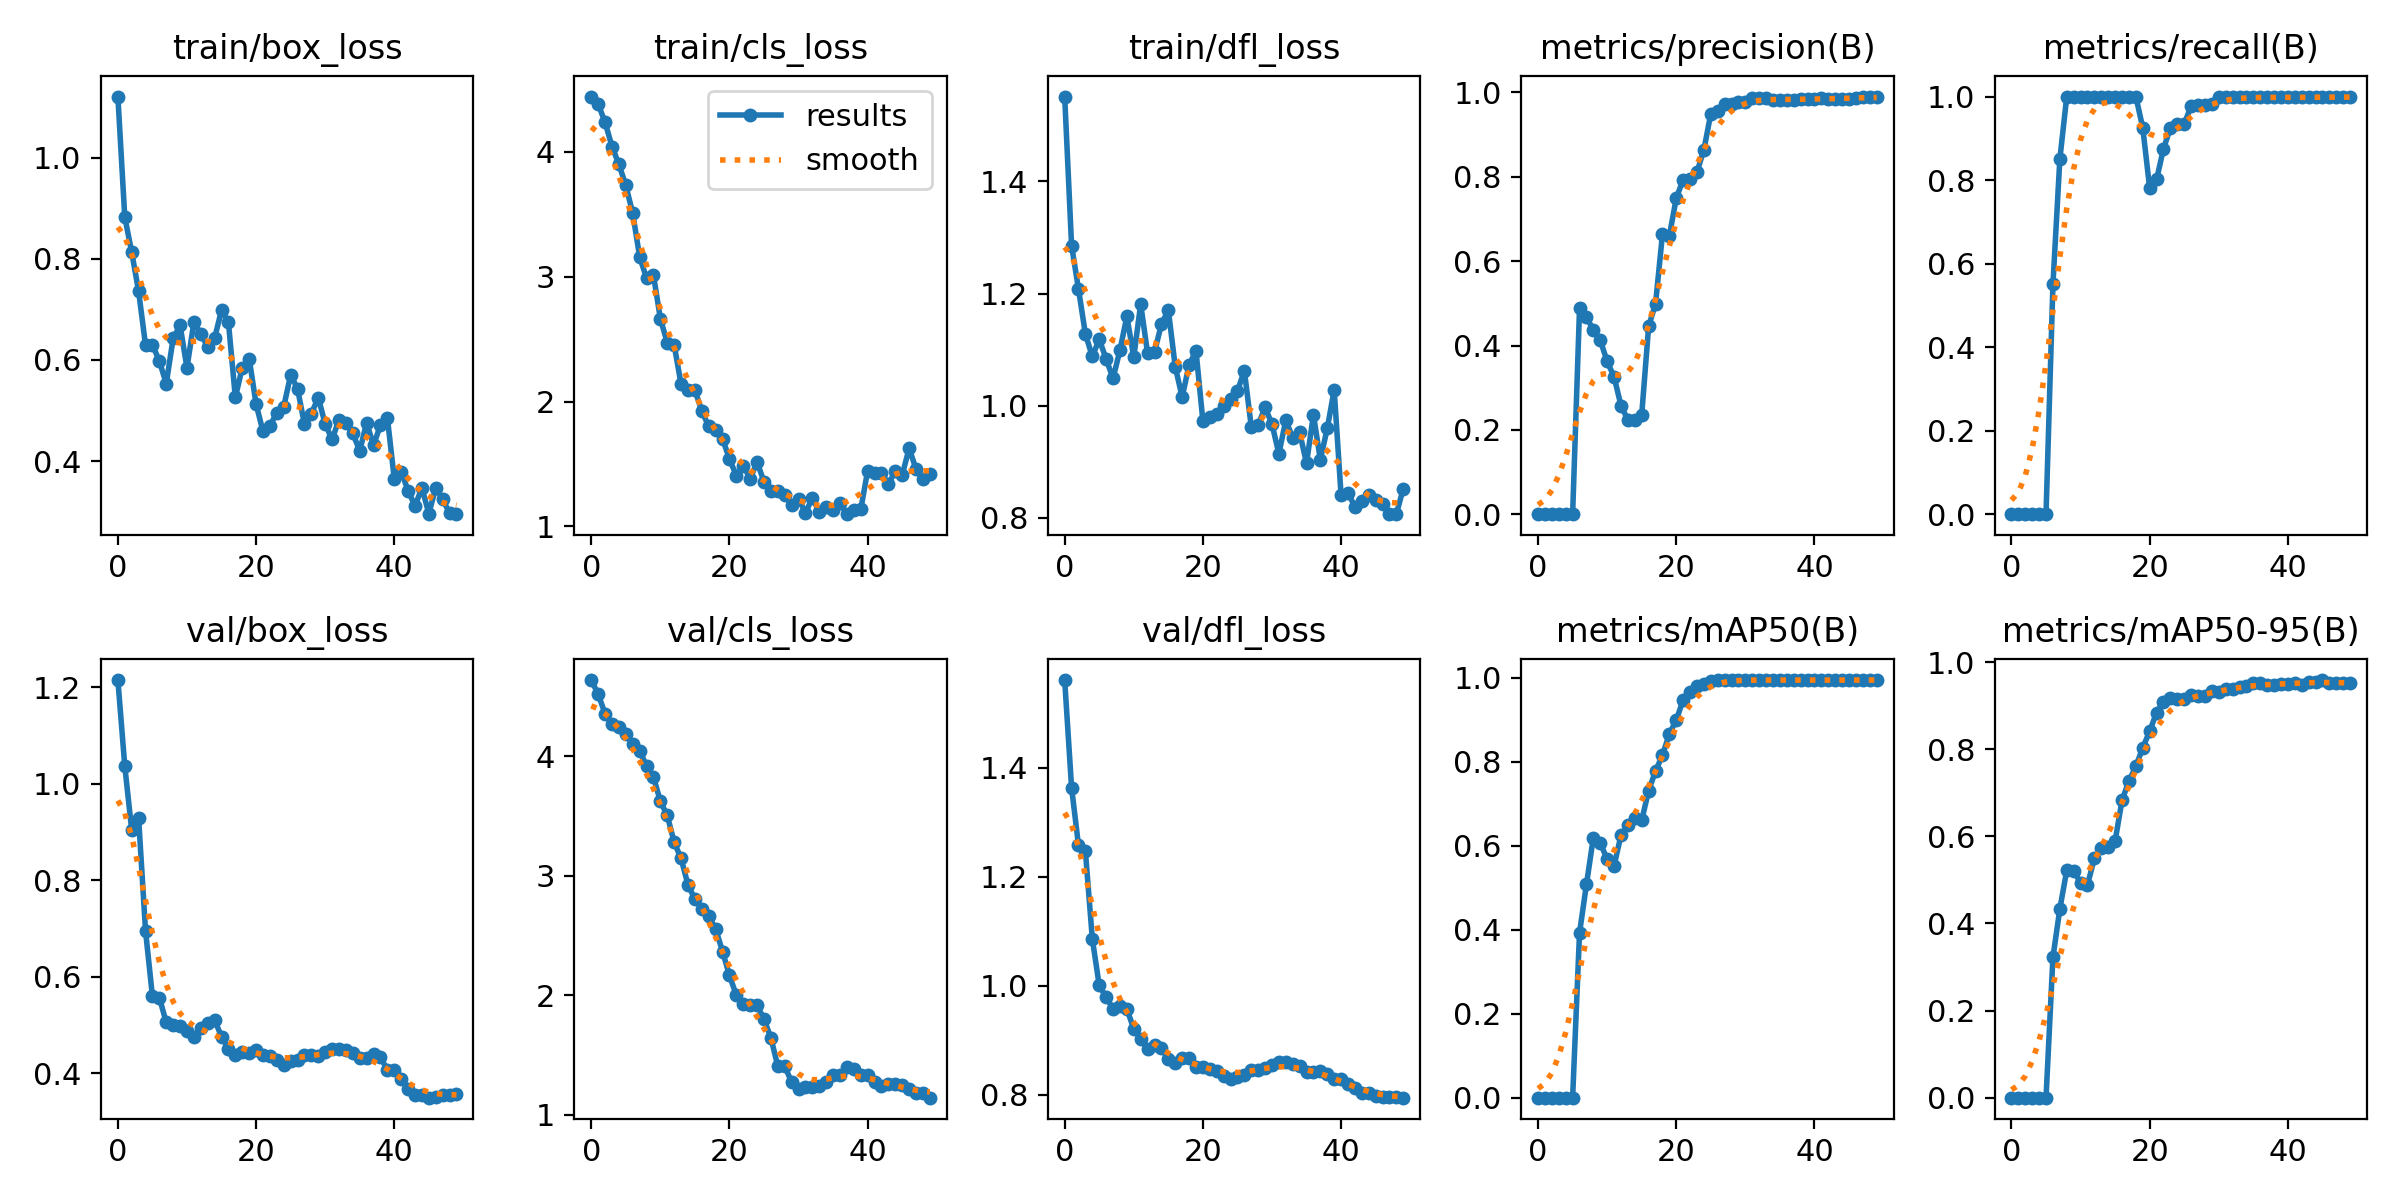 train/box_loss
train/cls_loss
train/dfl_loss
metrics/precision(B)
metrics/recall(B)
1.0
0.8
0.6
0.4
0 20 40
4
3
2
1
0 20 40
results
smooth
1.4
1.2
1.0
0.8
0 20 40
1.0
0.8
0.6
0.4
0.2
0.0
0 20 40
1.0
0.8
0.6
0.4
0.2
0.0
0 20 40
val/box_loss
val/cls_loss
val/dfl_loss
metrics/mAP50(B)
metrics/mAP50-95(B)
1.2
1.0
0.8
0.6
0.4
0 20 40
4
3
2
1
0 20 40
1.4
1.2
1.0
0.8
0 20 40
1.0
0.8
0.6
0.4
0.2
0.0
0 20 40
1.0
0.8
0.6
0.4
0.2
0.0
0 20 40